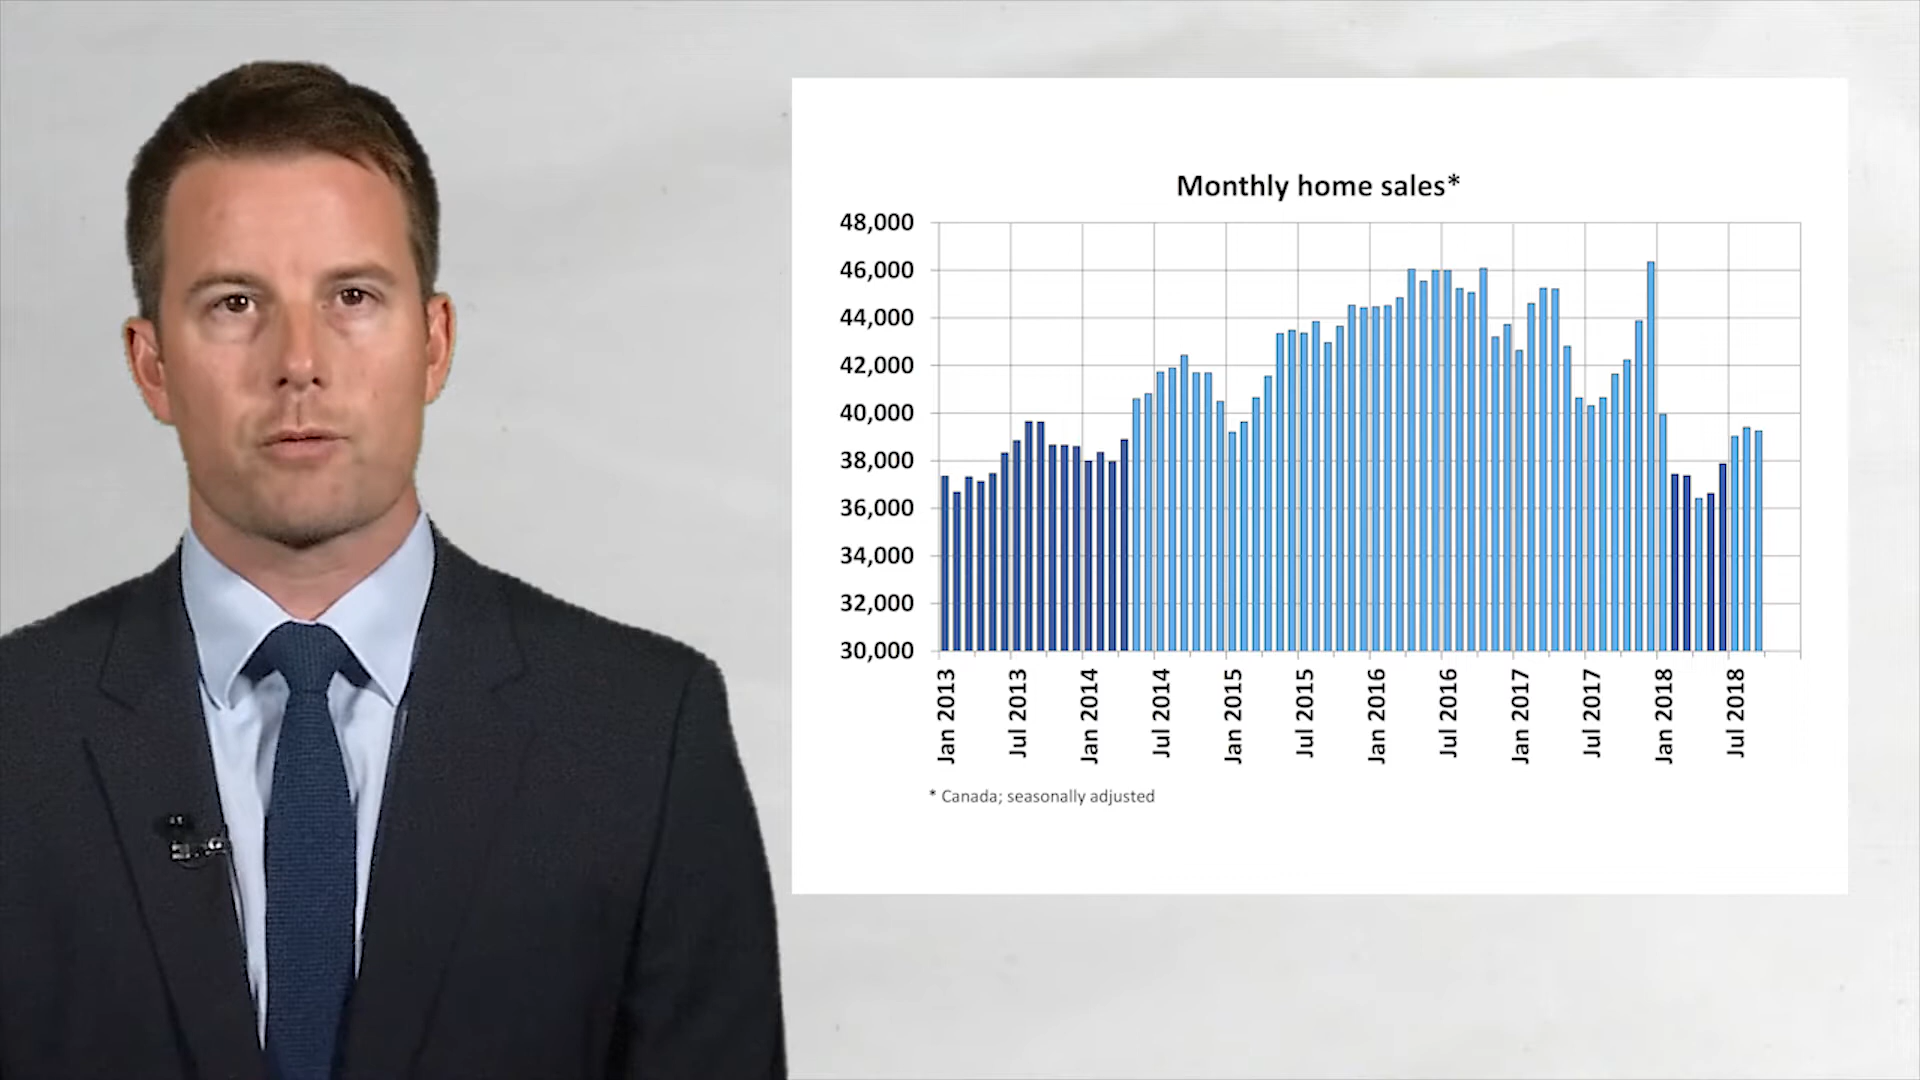 Monthly home sales*
48,000
46,000
44,000
42,000
40,000
38,000
36,000
34,000
32,000
30,000
Jan 2013
Jul 2013
Jan 2014
Jul 2014
Jan 2015
Jul 2015
Jan 2016
Jul 2016
Jan 2017
Jul 2017
Jan 2018
Jul 2018
* Canada; seasonally adjusted